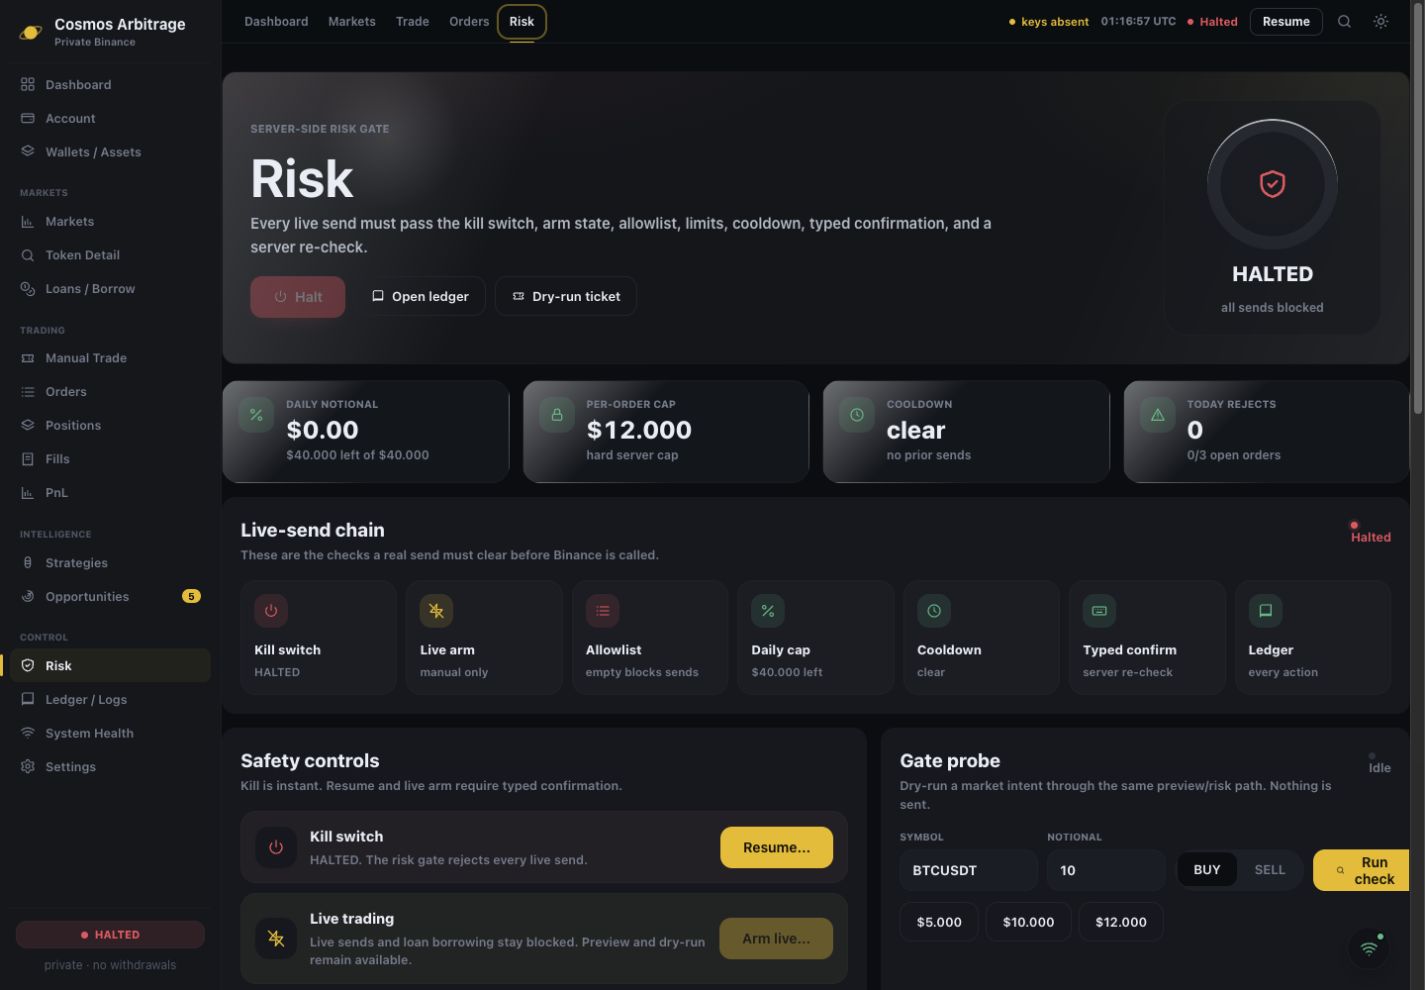 Cosmos Arbitrage
Private Binance
Dashboard
Account
Wallets / Assets
MARKETS
Markets
Token Detail
Loans / Borrow
TRADING
Manual Trade
Orders
Positions
Fills
PnL
INTELLIGENCE
Strategies
Opportunities 5
CONTROL
Risk
Ledger / Logs
System Health
Settings
HALTED
private · no withdrawals
Dashboard Markets Trade Orders Risk
keys absent 01:16:57 UTC Halted Resume
SERVER-SIDE RISK GATE
Risk
Every live send must pass the kill switch, arm state, allowlist, limits, cooldown, typed confirmation, and a
server re-check.
Halt Open ledger Dry-run ticket
HALTED
all sends blocked
DAILY NOTIONAL
$0.00
$40.000 left of $40.000
PER-ORDER CAP
$12.000
hard server cap
COOLDOWN
clear
no prior sends
TODAY REJECTS
0
0/3 open orders
Live-send chain
These are the checks a real send must clear before Binance is called.
Halted
Kill switch
HALTED
Live arm
manual only
Allowlist
empty blocks sends
Daily cap
$40.000 left
Cooldown
clear
Typed confirm
server re-check
Ledger
every action
Safety controls
Kill is instant. Resume and live arm require typed confirmation.
Kill switch
HALTED. The risk gate rejects every live send.
Resume...
Live trading
Live sends and loan borrowing stay blocked. Preview and dry-run
remain available.
Arm live...
Gate probe
Dry-run a market intent through the same preview/risk path. Nothing is
sent.
Idle
SYMBOL NOTIONAL
BTCUSDT 10 BUY SELL
Run
check
$5.000 $10.000 $12.000